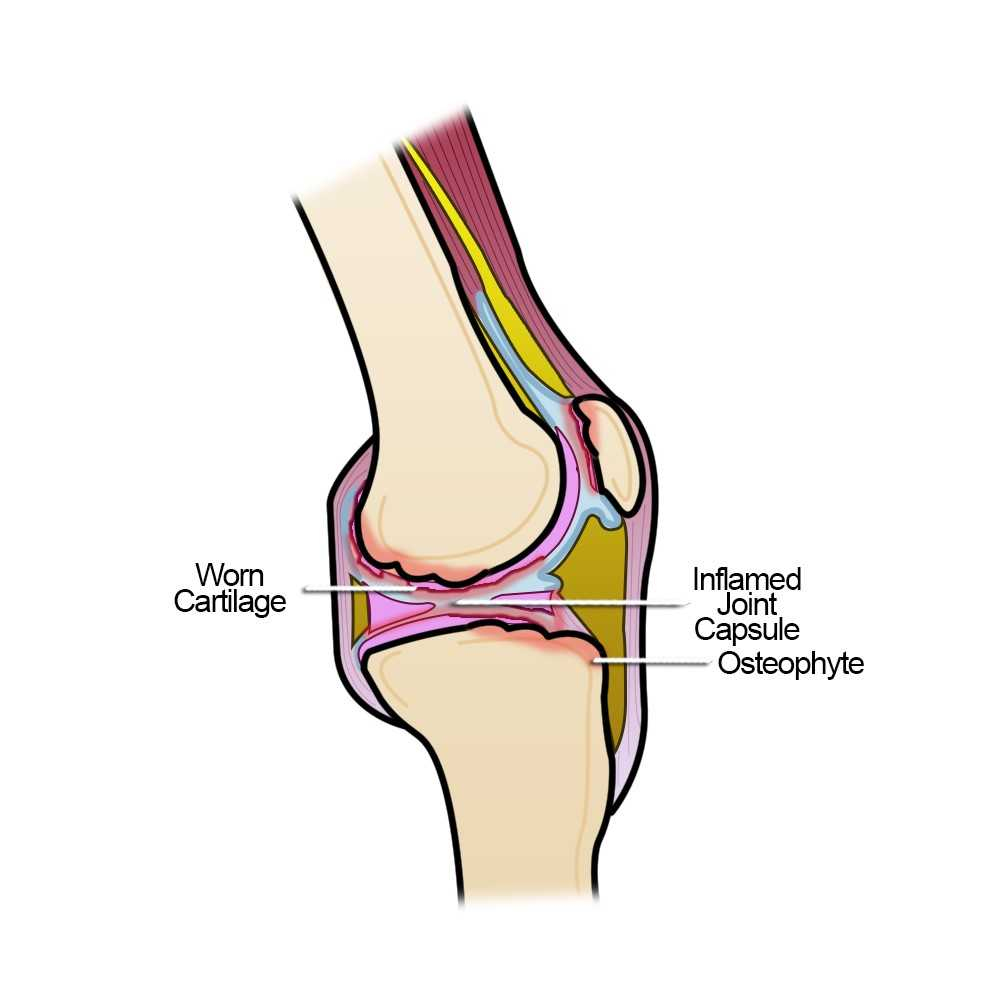 Worn
Cartilage
Inflamed
Joint
Capsule
Osteophyte